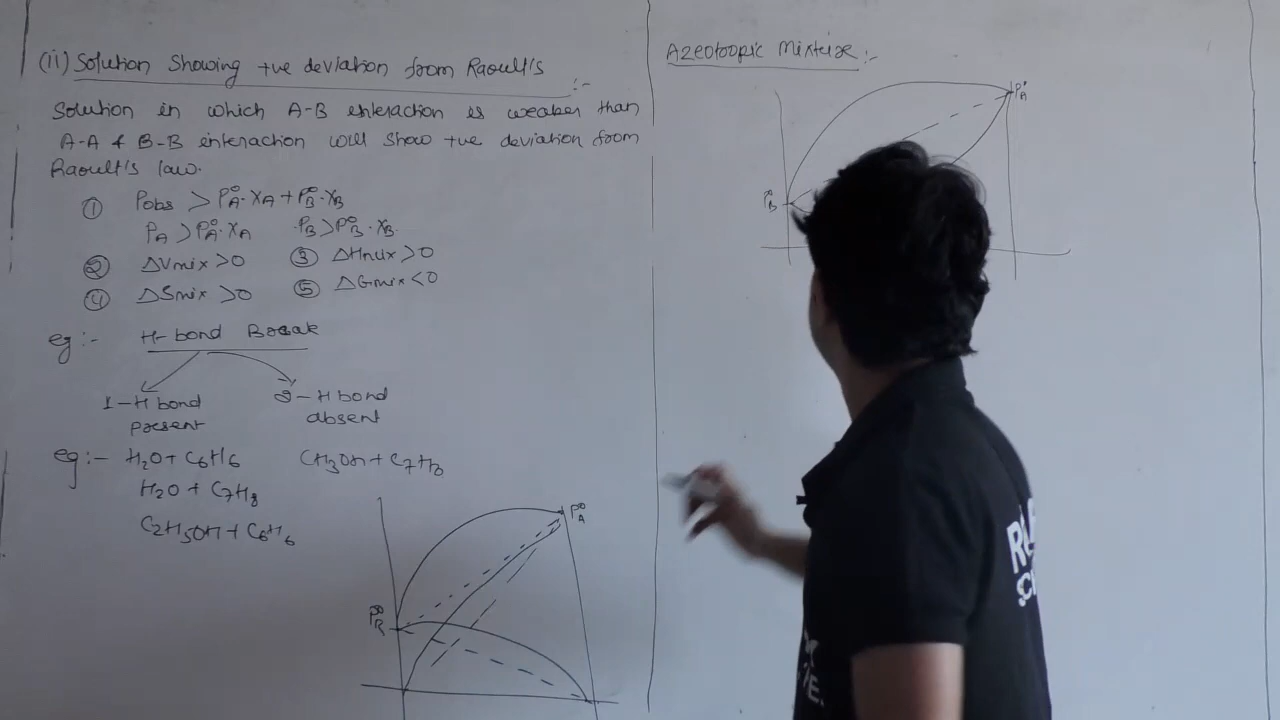 (ii) Solution Showing +ve deviation from Raoult's :-
Solution in which A-B interaction is weaker than
A-A & B-B interaction will show +ve deviation from
Raoult's law.
① Pobs > P°A. XA + P°B. XB
PA > P°A. XA PB > P°B. XB
② ΔVmix > 0 ③ ΔHmix > 0
④ ΔSmix > 0 ⑤ ΔGmix < 0
eg :- H-bond Break
1-H bond present
2-H bond absent
eg :- H2O + C6H6 CH3OH + C7H8
H2O + C7H8
C2H5OH + C6H6
P°A
P°B
Azeotropic Mixture :-
P°A
P°B